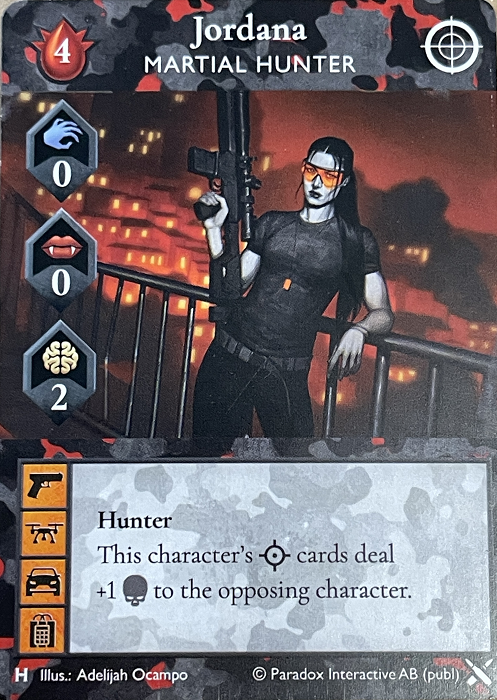 4
Jordana
MARTIAL HUNTER
0
0
2
Hunter
This character's cards deal
+1 to the opposing character.
H Illus.: Adelijah Ocampo © Paradox Interactive AB (publ)